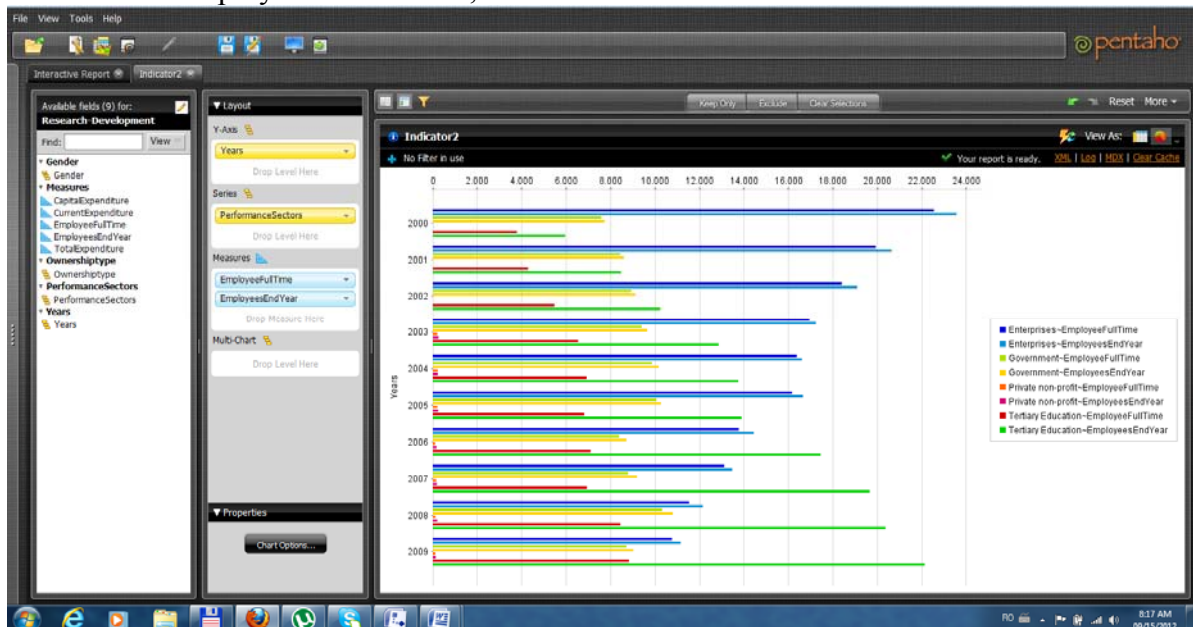 File View Tools Help
pentaho
Interactive Report
Indicator2
Available fields (9) for:
Research-Development
Find:
View
Gender
Gender
Measures
CapitalExpenditure
CurrentExpenditure
EmployeeFullTime
EmployeesEndYear
TotalExpenditure
Ownershiptype
Ownershiptype
PerformanceSectors
PerformanceSectors
Years
Years
Layout
Y-Axis
Years
Drop Level Here
Series
PerformanceSectors
Drop Level Here
Measures
EmployeeFullTime
EmployeesEndYear
Drop Measure Here
Multi-Chart
Drop Level Here
Properties
Chart Options...
Keep Only Exclude Clear Selections
Reset More
Indicator2
View As:
No Filter in use
Your report is ready. XML | Log | MDX | Clear Cache
0 2.000 4.000 6.000 8.000 10.000 12.000 14.000 16.000 18.000 20.000 22.000 24.000
Years
2000
2001
2002
2003
2004
2005
2006
2007
2008
2009
Enterprises~EmployeeFullTime
Enterprises~EmployeesEndYear
Government~EmployeeFullTime
Government~EmployeesEndYear
Private non-profit~EmployeeFullTime
Private non-profit~EmployeesEndYear
Tertiary Education~EmployeeFullTime
Tertiary Education~EmployeesEndYear
RO
8:17 AM